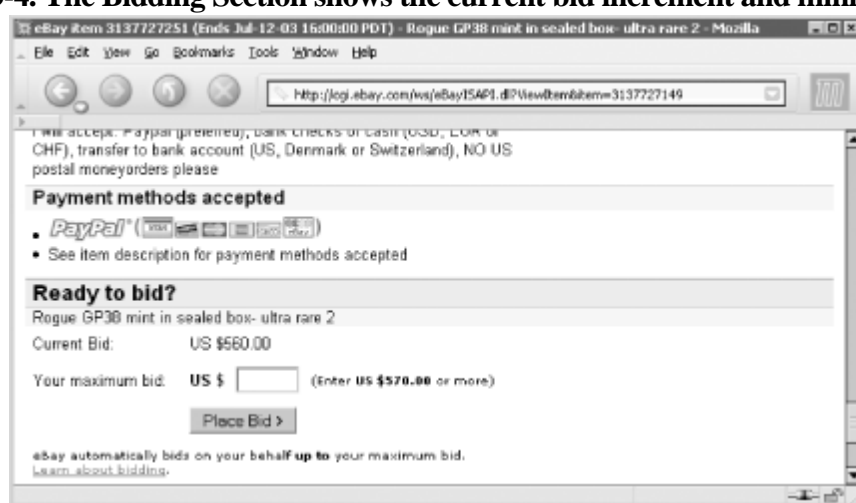 -4. The Bidding Section shows the current bid increment and
eBay item 3137727251 (Ends Jul-12-03 16:00:00 PDT) - Rogue GP38 mint in sealed box- ultra rare 2 - Mozilla
File Edit View Go Bookmarks Tools Window Help
http://cgi.ebay.com/ws/eBayISAPI.dll?ViewItem&item=3137727149
I will accept: Paypal (preferred), bank checks or cash (USD, EUR or
CHF), transfer to bank account (US, Denmark or Switzerland), NO US
postal moneyorders please
Payment methods accepted
• PayPal (VISA)
• See item description for payment methods accepted
Ready to bid?
Rogue GP38 mint in sealed box- ultra rare 2
Current Bid: US $560.00
Your maximum bid: US $ (Enter US $570.00 or more)
Place Bid >
eBay automatically bids on your behalf up to your maximum bid.
Learn about bidding.